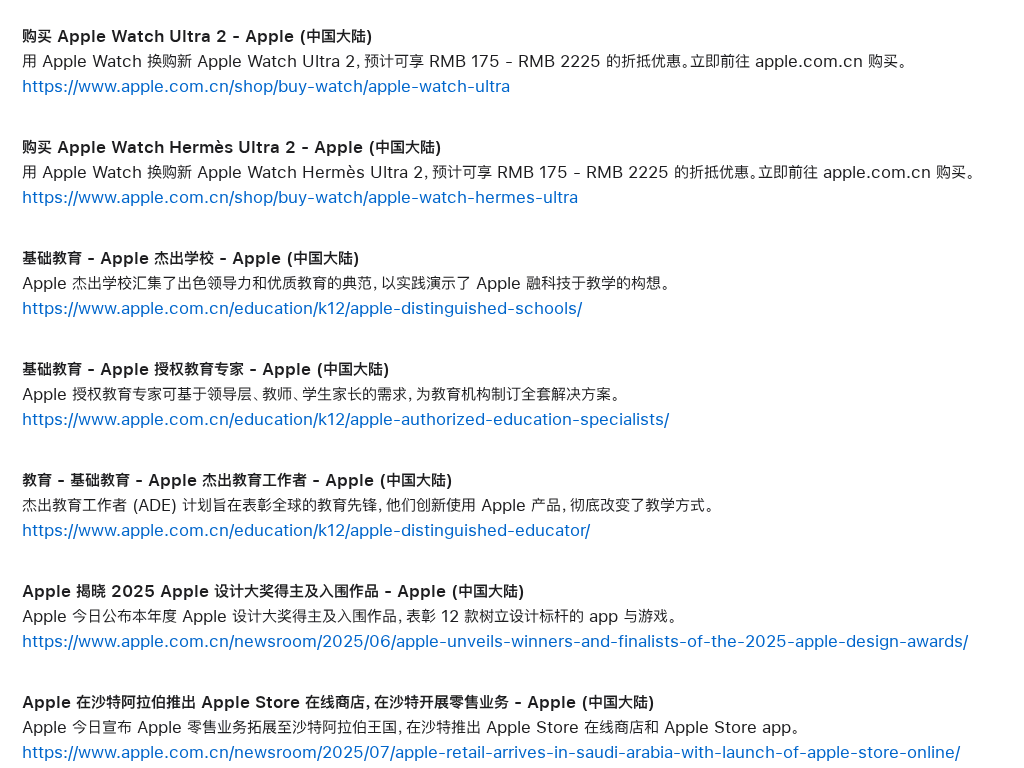 购买 Apple Watch Ultra 2 - Apple (中国大陆)
用 Apple Watch 换购新 Apple Watch Ultra 2，预计可享 RMB 175 - RMB 2225 的折抵优惠。立即前往 apple.com.cn 购买。
https://www.apple.com.cn/shop/buy-watch/apple-watch-ultra
购买 Apple Watch Hermès Ultra 2 - Apple (中国大陆)
用 Apple Watch 换购新 Apple Watch Hermès Ultra 2，预计可享 RMB 175 - RMB 2225 的折抵优惠。立即前往 apple.com.cn 购买。
https://www.apple.com.cn/shop/buy-watch/apple-watch-hermes-ultra
基础教育 - Apple 杰出学校 - Apple (中国大陆)
Apple 杰出学校汇集了出色领导力和优质教育的典范，以实践演示了 Apple 融科技于教学的构想。
https://www.apple.com.cn/education/k12/apple-distinguished-schools/
基础教育 - Apple 授权教育专家 - Apple (中国大陆)
Apple 授权教育专家可基于领导层、教师、学生家长的需求，为教育机构制订全套解决方案。
https://www.apple.com.cn/education/k12/apple-authorized-education-specialists/
教育 - 基础教育 - Apple 杰出教育工作者 - Apple (中国大陆)
杰出教育工作者 (ADE) 计划旨在表彰全球的教育先锋，他们创新使用 Apple 产品，彻底改变了教学方式。
https://www.apple.com.cn/education/k12/apple-distinguished-educator/
Apple 揭晓 2025 Apple 设计大奖得主及入围作品 - Apple (中国大陆)
Apple 今日公布本年度 Apple 设计大奖得主及入围作品，表彰 12 款树立设计标杆的 app 与游戏。
https://www.apple.com.cn/newsroom/2025/06/apple-unveils-winners-and-finalists-of-the-2025-apple-design-awards/
Apple 在沙特阿拉伯推出 Apple Store 在线商店，在沙特开展零售业务 - Apple (中国大陆)
Apple 今日宣布 Apple 零售业务拓展至沙特阿拉伯王国，在沙特推出 Apple Store 在线商店和 Apple Store app。
https://www.apple.com.cn/newsroom/2025/07/apple-retail-arrives-in-saudi-arabia-with-launch-of-apple-store-online/